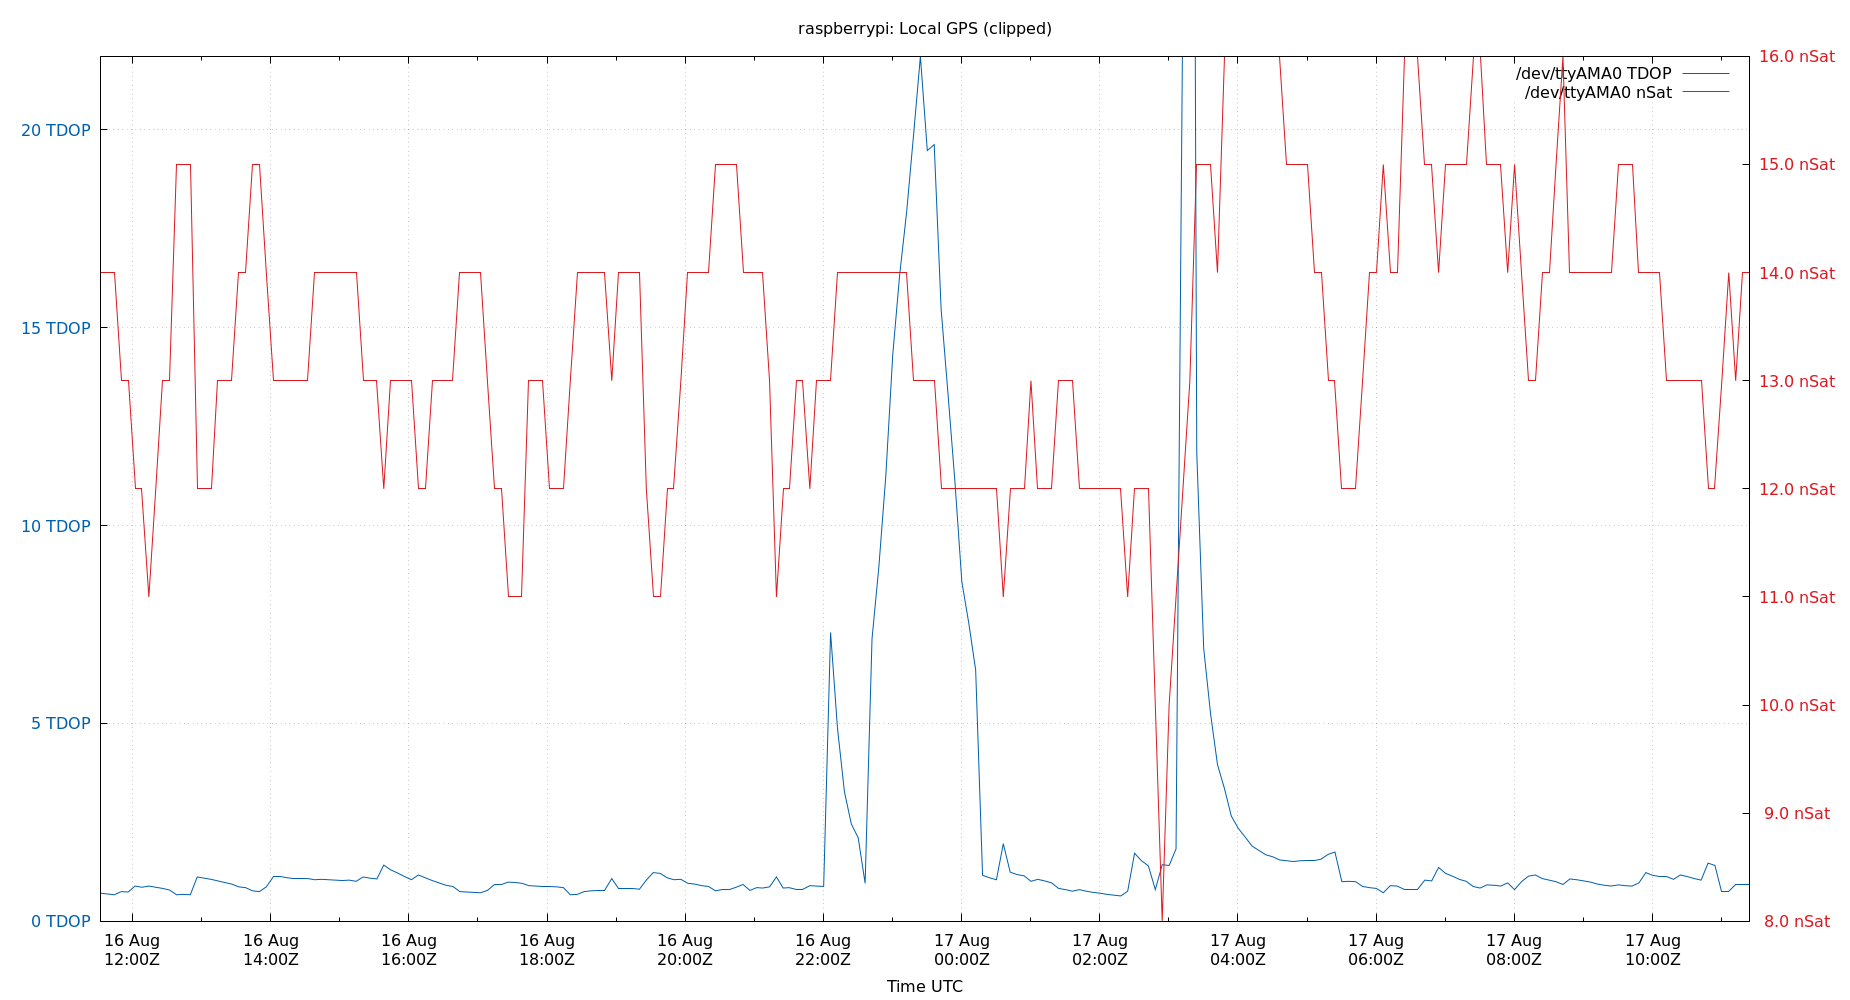 raspberrypi: Local GPS (clipped)
16.0 nSat
/dev/ttyAMA0 TDOP
/dev/ttyAMA0 nSat
20 TDOP
15.0 nSat
14.0 nSat
15 TDOP
13.0 nSat
12.0 nSat
10 TDOP
11.0 nSat
10.0 nSat
5 TDOP
9.0 nSat
0 TDOP
8.0 nSat
16 Aug 16 Aug 16 Aug 16 Aug 16 Aug 16 Aug 17 Aug 17 Aug 17 Aug 17 Aug 17 Aug 17 Aug
12:00Z 14:00Z 16:00Z 18:00Z 20:00Z 22:00Z 00:00Z 02:00Z 04:00Z 06:00Z 08:00Z 10:00Z
Time UTC